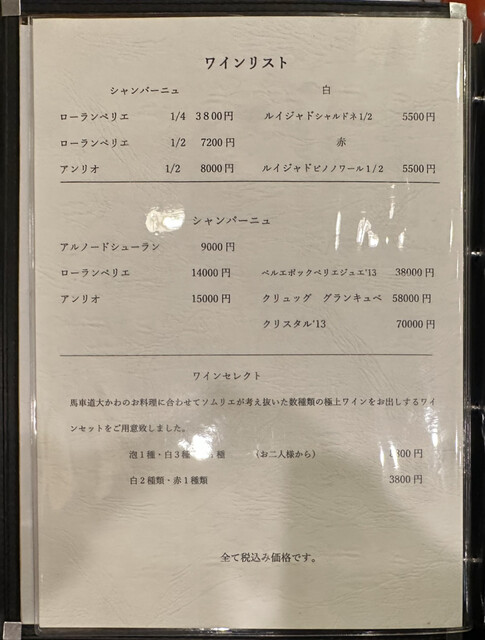 ワインリスト
シャンパーニュ 白
ローランペリエ 1/4 3800円 ルイジャドシャルドネ1/2 5500円
ローランペリエ 1/2 7200円 赤
アンリオ 1/2 8000円 ルイジャドピノノワール1/2 5500円
シャンパーニュ
アルノードシューラン 9000円
ローランペリエ 14000円 ベルエポックペリエジュエ'13 38000円
アンリオ 15000円 クリュッグ グランキュベ 58000円
クリスタル'13 70000円
ワインセレクト
馬車道大かわのお料理に合わせてソムリエが考え抜いた数種類の極上ワインをお出しするワイ
ンセットをご用意致しました。
泡1種・白3種 種 (お二人様から) 800円
白2種類・赤1種類 3800円
全て税込み価格です。